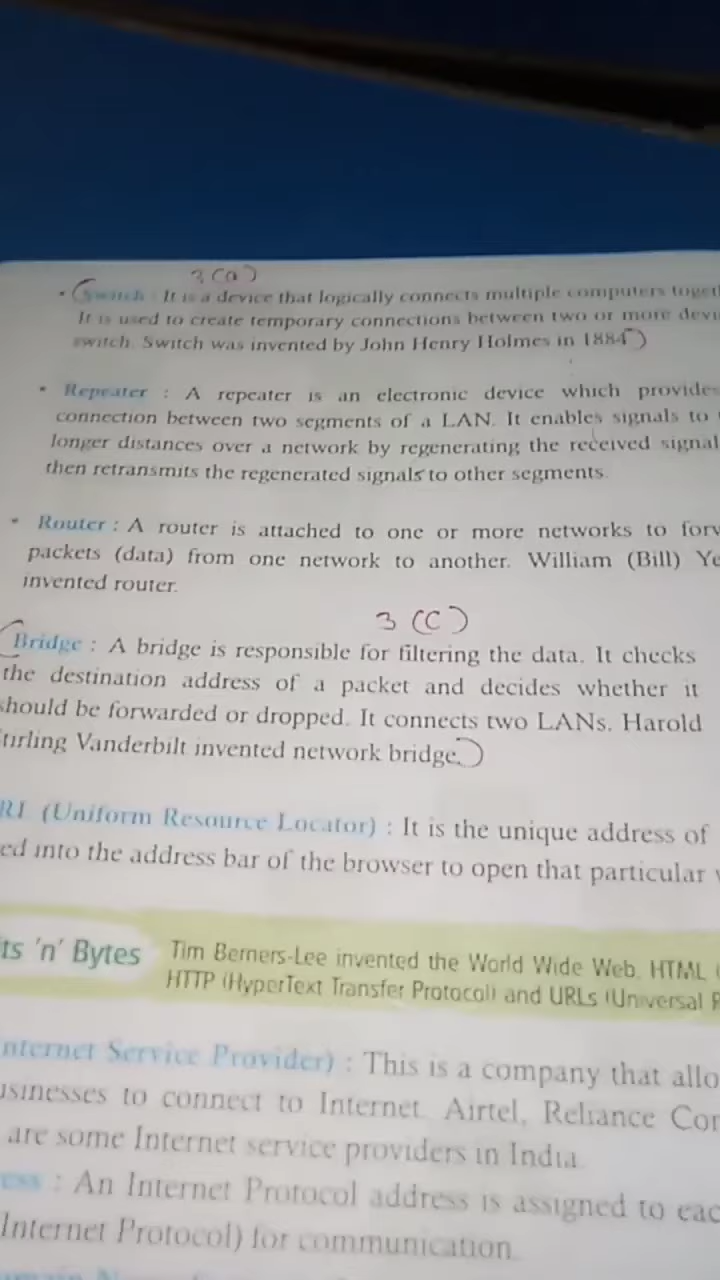 3 (a)
• (Switch : It is a device that logically connects multiple computers toget
It is used to create temporary connections between two or more devi
switch. Switch was invented by John Henry Holmes in 1884)
• Repeater : A repeater is an electronic device which provides
connection between two segments of a LAN. It enables signals to
longer distances over a network by regenerating the received signal
then retransmits the regenerated signals to other segments.
• Router : A router is attached to one or more networks to forw
packets (data) from one network to another. William (Bill) Ye
invented router.
3 (C)
(Bridge : A bridge is responsible for filtering the data. It checks
the destination address of a packet and decides whether it
should be forwarded or dropped. It connects two LANs. Harold
tirling Vanderbilt invented network bridge.)
RL (Uniform Resource Locator) : It is the unique address of
ed into the address bar of the browser to open that particular
ts 'n' Bytes Tim Berners-Lee invented the World Wide Web. HTML
HTTP (HyperText Transfer Protocol) and URLs (Universal R
nternet Service Provider) : This is a company that allo
usinesses to connect to Internet. Airtel, Reliance Com
are some Internet service providers in India.
ess : An Internet Protocol address is assigned to eac
Internet Protocol) for communication.